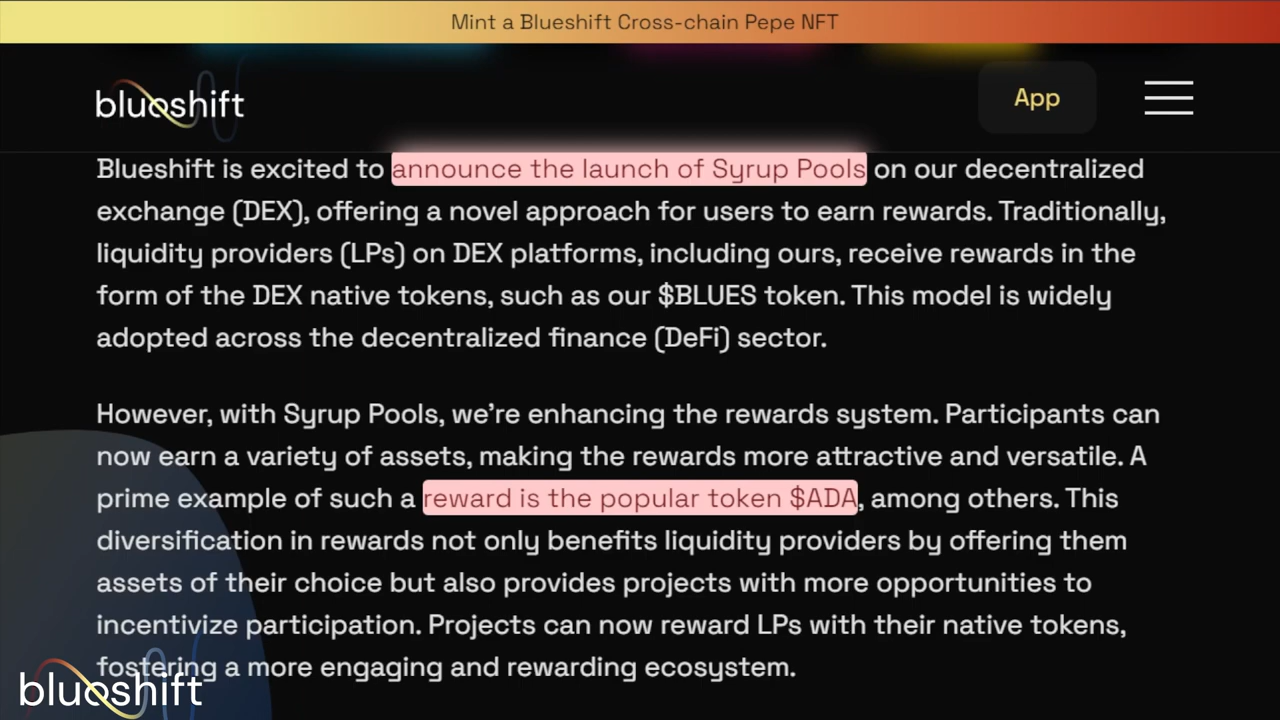 Mint a Blueshift Cross-chain Pepe NFT
blueshift
App
Blueshift is excited to announce the launch of Syrup Pools on our decentralized
exchange (DEX), offering a novel approach for users to earn rewards. Traditionally,
liquidity providers (LPs) on DEX platforms, including ours, receive rewards in the
form of the DEX native tokens, such as our $BLUES token. This model is widely
adopted across the decentralized finance (DeFi) sector.
However, with Syrup Pools, we're enhancing the rewards system. Participants can
now earn a variety of assets, making the rewards more attractive and versatile. A
prime example of such a reward is the popular token $ADA, among others. This
diversification in rewards not only benefits liquidity providers by offering them
assets of their choice but also provides projects with more opportunities to
incentivize participation. Projects can now reward LPs with their native tokens,
fostering a more engaging and rewarding ecosystem.
blueshift